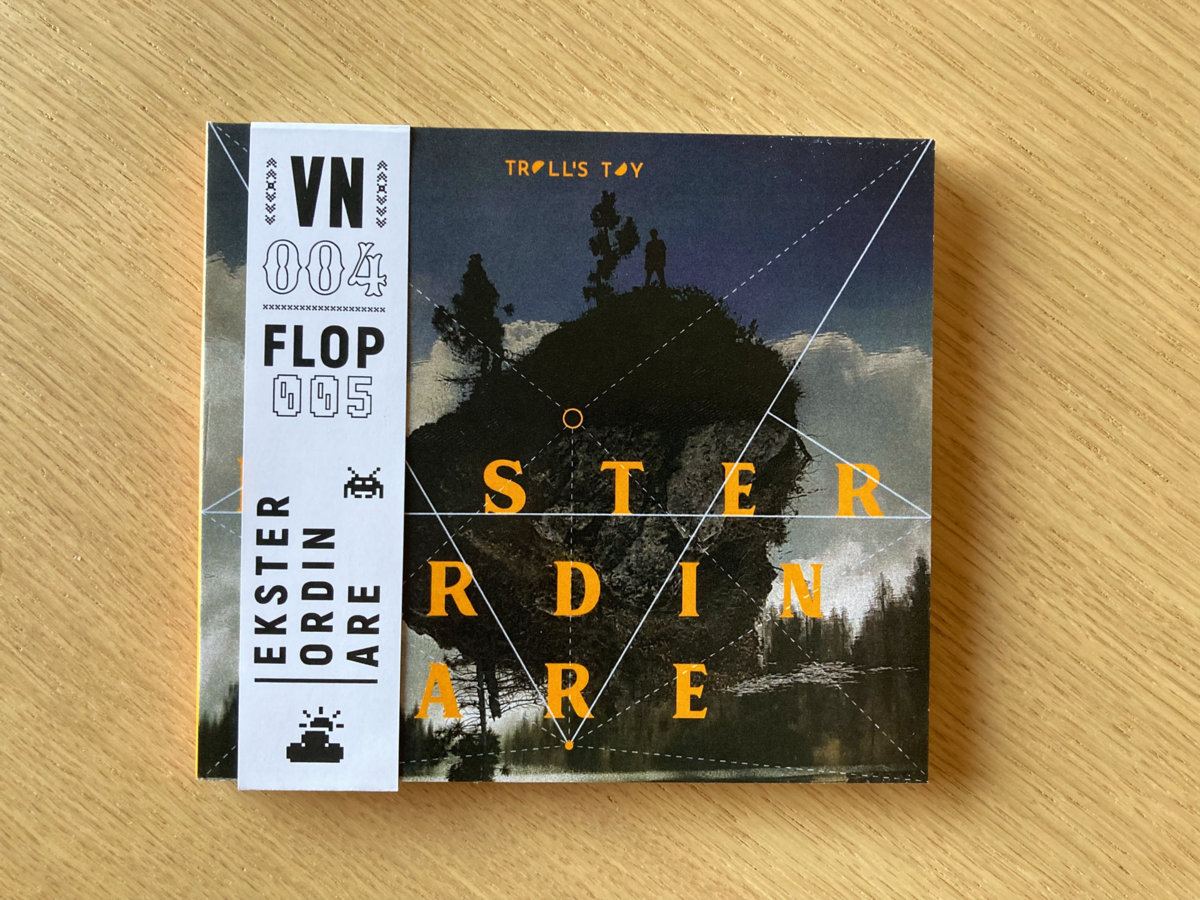 VN
004
FLOP
005
EKSTER
ORDIN
ARE
TROLL'S TOY
STER
RDIN
ARE